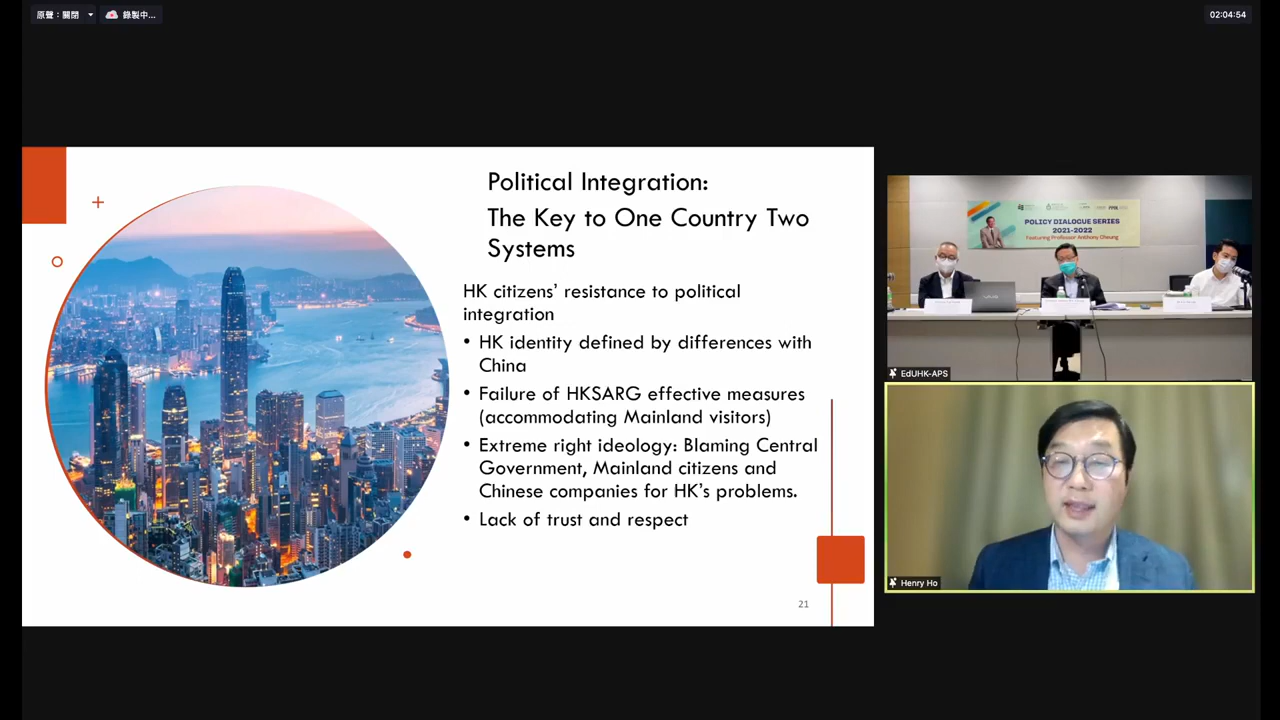 原聲：關閉
錄製中...
02:04:54
Political Integration:
The Key to One Country Two
Systems
HK citizens’ resistance to political
integration
• HK identity defined by differences with
China
• Failure of HKSARG effective measures
(accommodating Mainland visitors)
• Extreme right ideology: Blaming Central
Government, Mainland citizens and
Chinese companies for HK’s problems.
• Lack of trust and respect
21
POLICY DIALOGUE SERIES
2021-2022
Featuring Professor Anthony Cheung
EdUHK-APS
Henry Ho